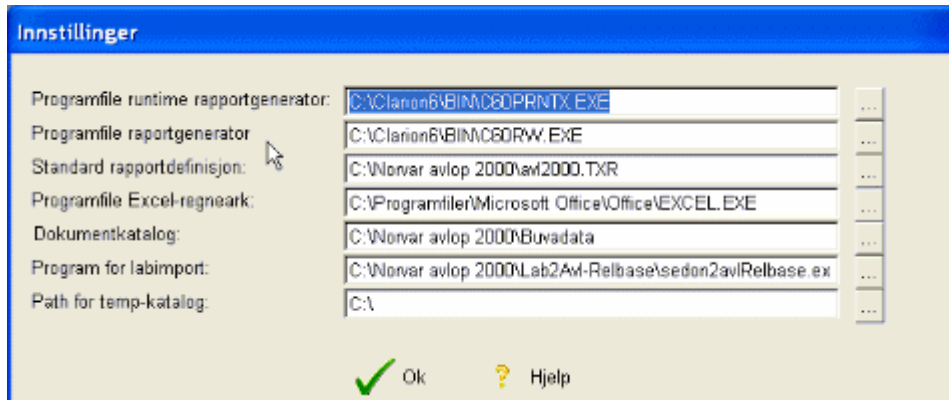 Innstillinger
Programfile runtime rapportgenerator: C:\Clarion6\BIN\C60PRNTX.EXE ...
Programfile raportgenerator C:\Clarion6\BIN\C60RW.EXE ...
Standard rapportdefinisjon: C:\Norvar avlop 2000\avl2000.TXR ...
Programfile Excel-regneark: C:\Programfiler\Microsoft Office\Office\EXCEL.EXE ...
Dokumentkatalog: C:\Norvar avlop 2000\Buvadata ...
Program for labimport: C:\Norvar avlop 2000\Lab2Avl-Relbase\sedon2avlRelbase.ex ...
Path for temp-katalog: C:\ ...
Ok ? Hjelp